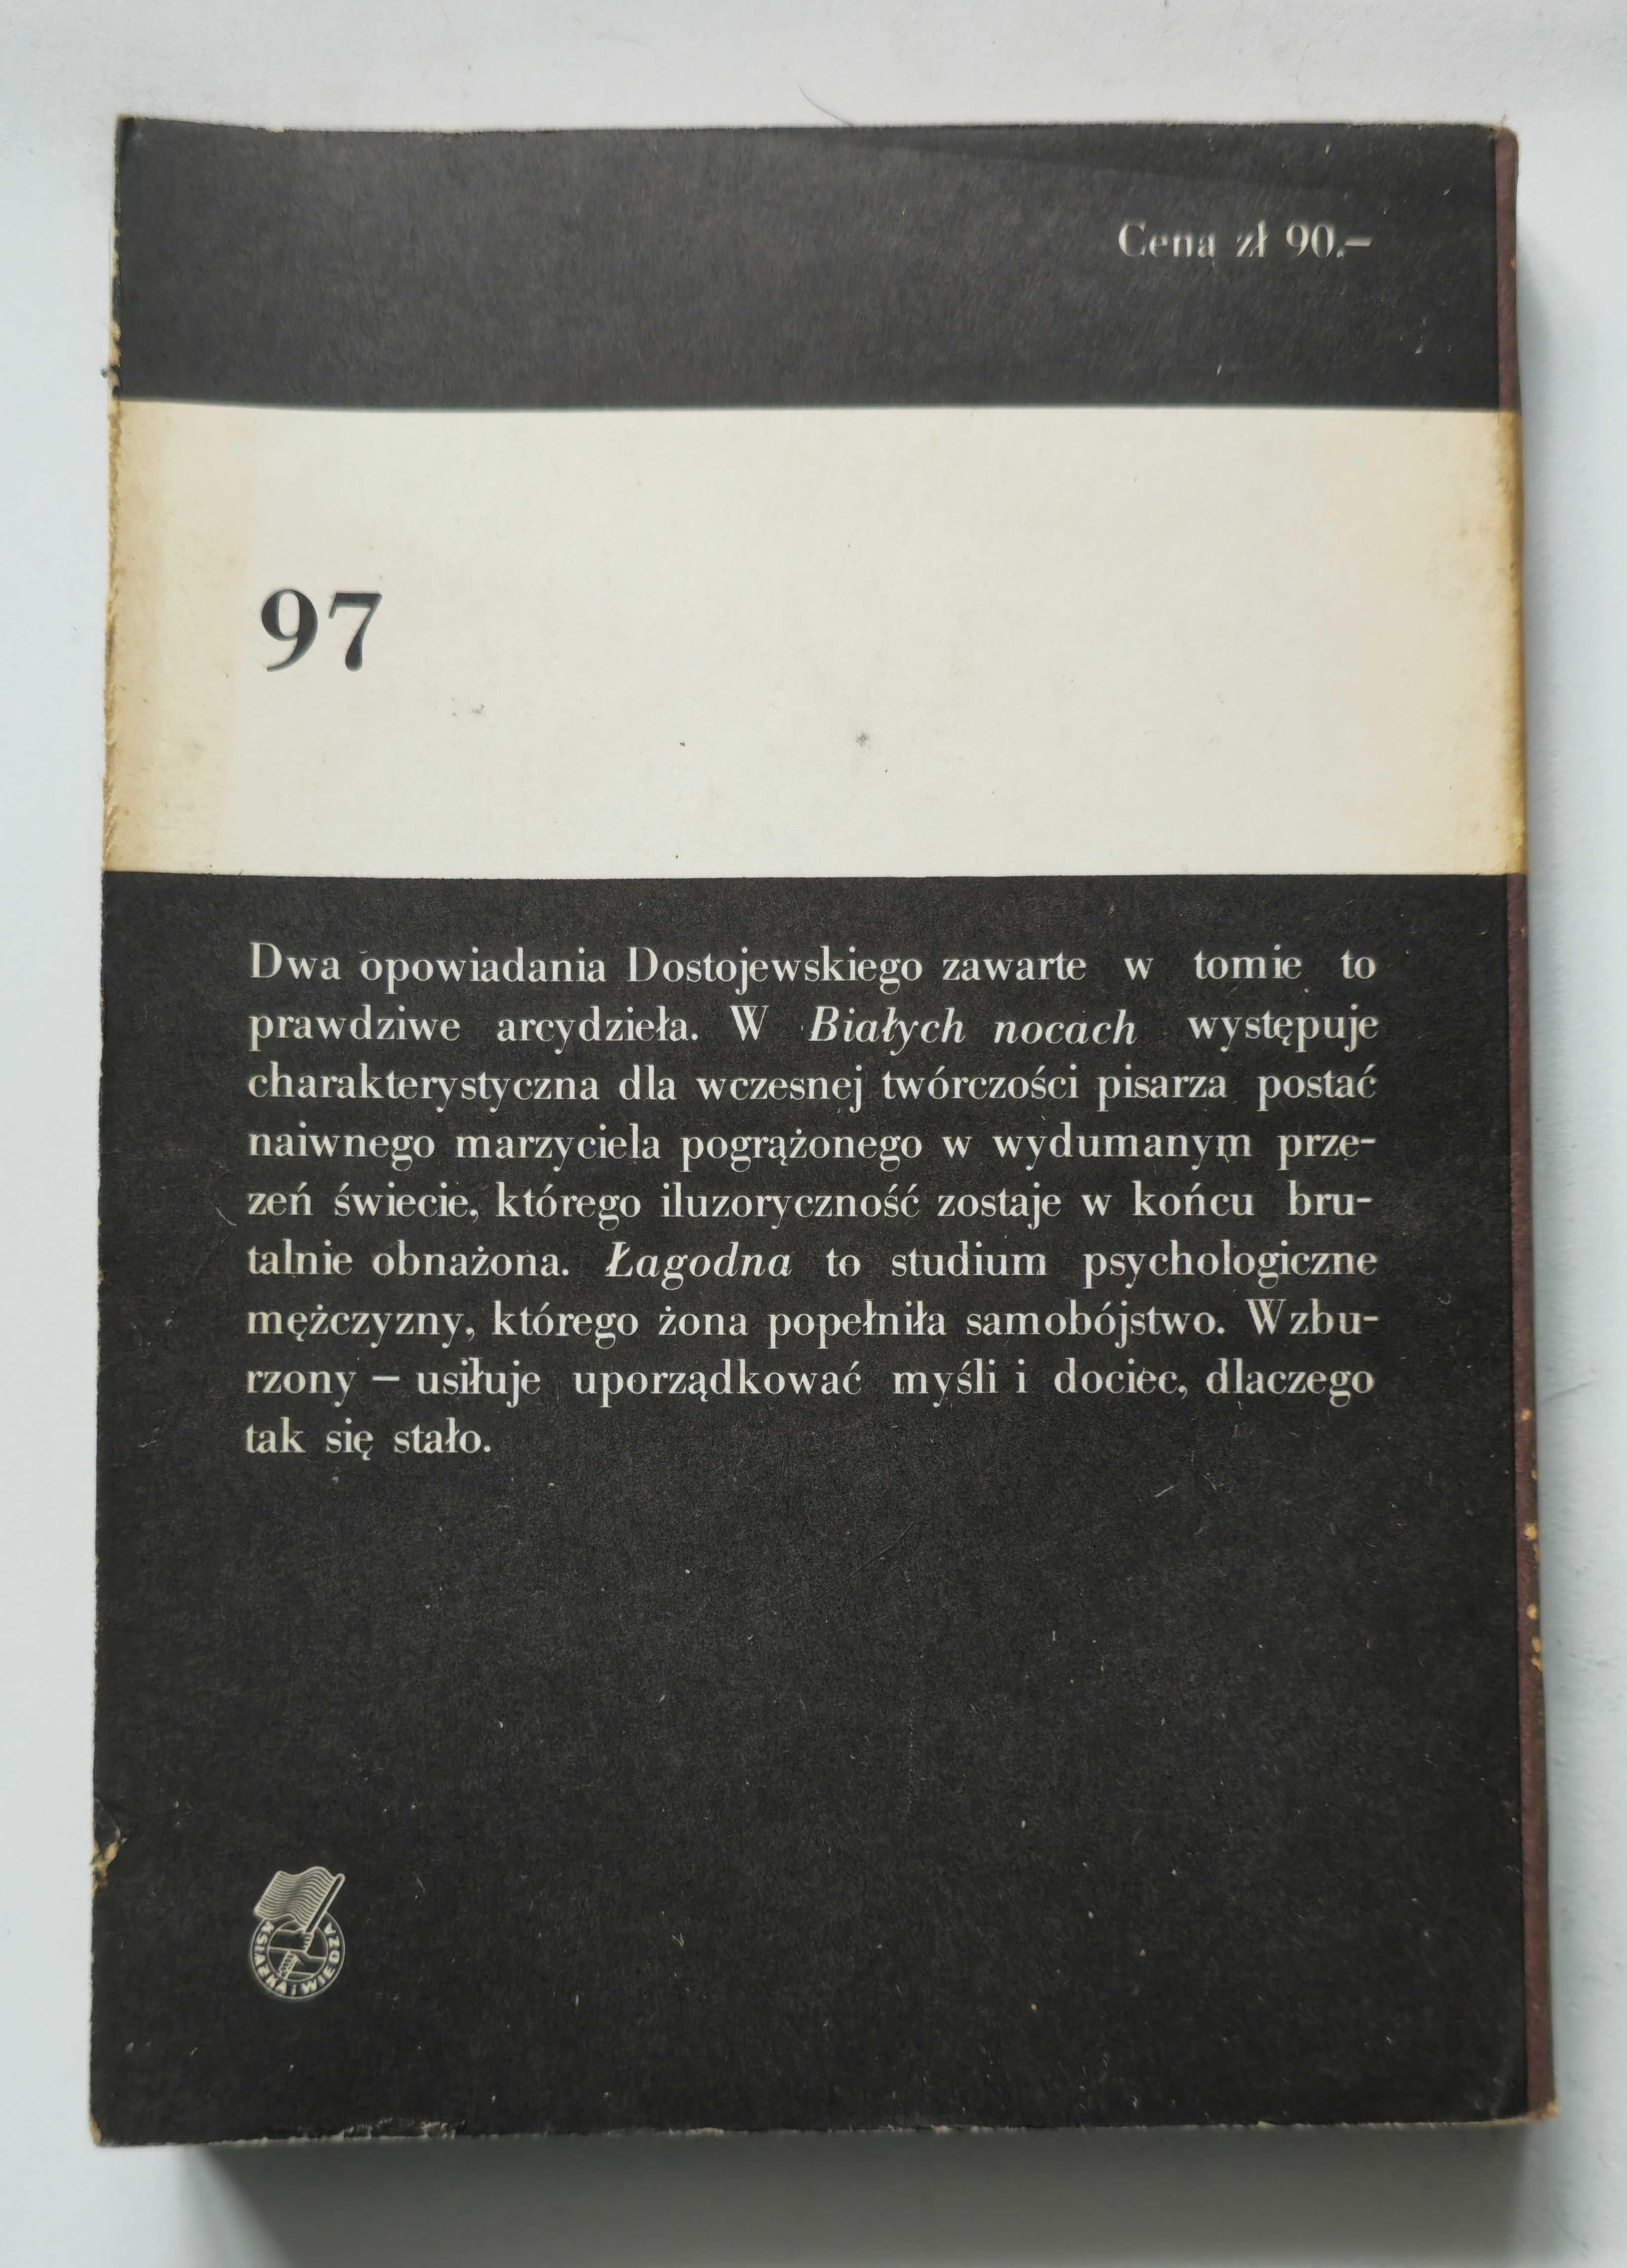 Cena zł 90.–
97
Dwa opowiadania Dostojewskiego zawarte w tomie to
prawdziwe arcydzieła. W Białych nocach występuje
charakterystyczna dla wczesnej twórczości pisarza postać
naiwnego marzyciela pogrążonego w wydumanym prze-
zeń świecie, którego iluzoryczność zostaje w końcu bru-
talnie obnażona. Łagodna to studium psychologiczne
mężczyzny, którego żona popełniła samobójstwo. Wzbu-
rzony – usiłuje uporządkować myśli i dociec, dlaczego
tak się stało.
KSIĄŻKA i WIEDZA